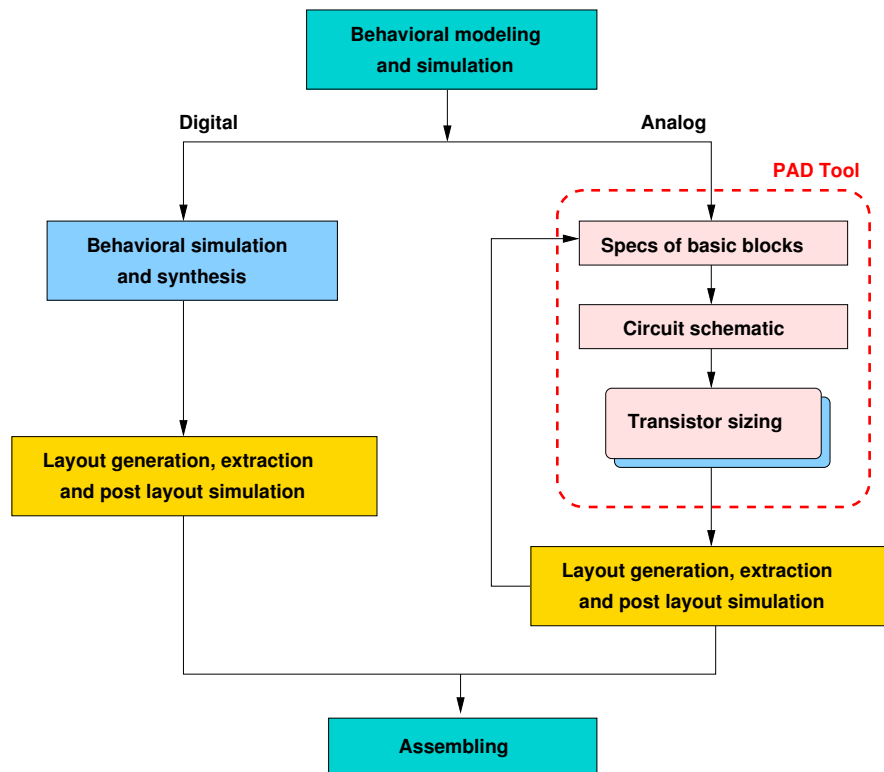 Behavioral modeling
and simulation
Digital
Analog
PAD Tool
Behavioral simulation
and synthesis
Specs of basic blocks
Circuit schematic
Transistor sizing
Layout generation, extraction
and post layout simulation
Layout generation, extraction
and post layout simulation
Assembling